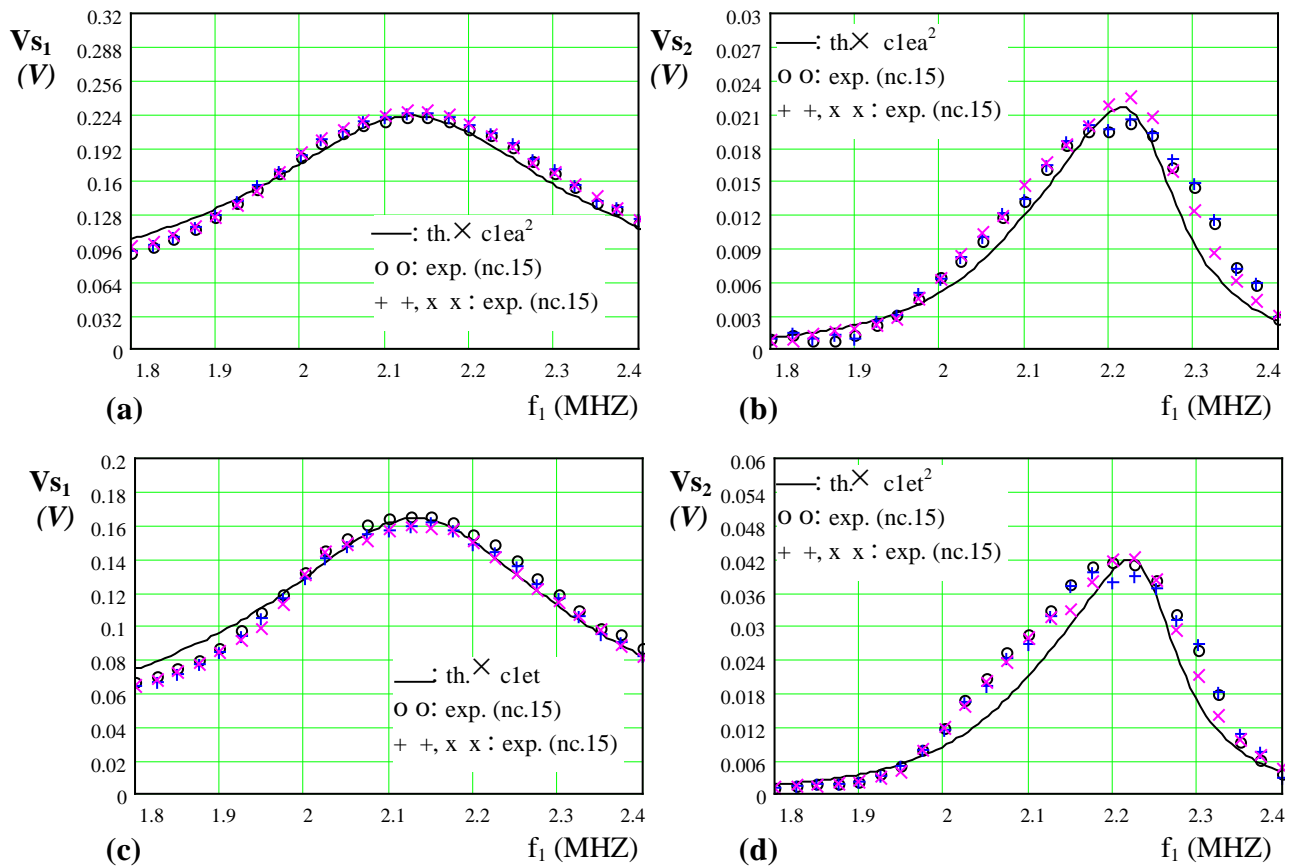 Vs1
(V)
0.32
0.288
0.256
0.224
0.192
0.16
0.128
0.096
0.064
0.032
0
——: th.× c1ea²
o o: exp. (nc.15)
+ +, x x : exp. (nc.15)
1.8 1.9 2 2.1 2.2 2.3 2.4
(a) f1 (MHZ)
Vs2
(V)
0.03
0.027
0.024
0.021
0.018
0.015
0.012
0.009
0.006
0.003
0
——: th.× c1ea²
o o: exp. (nc.15)
+ +, x x : exp. (nc.15)
1.8 1.9 2 2.1 2.2 2.3 2.4
(b) f1 (MHZ)
Vs1
(V)
0.2
0.18
0.16
0.14
0.12
0.1
0.08
0.06
0.04
0.02
0
——: th.× c1et
o o: exp. (nc.15)
+ +, x x : exp. (nc.15)
1.8 1.9 2 2.1 2.2 2.3 2.4
(c) f1 (MHZ)
Vs2
(V)
0.06
0.054
0.048
0.042
0.036
0.03
0.024
0.018
0.012
0.006
0
——: th.× c1et²
o o: exp. (nc.15)
+ +, x x : exp. (nc.15)
1.8 1.9 2 2.1 2.2 2.3 2.4
(d) f1 (MHZ)